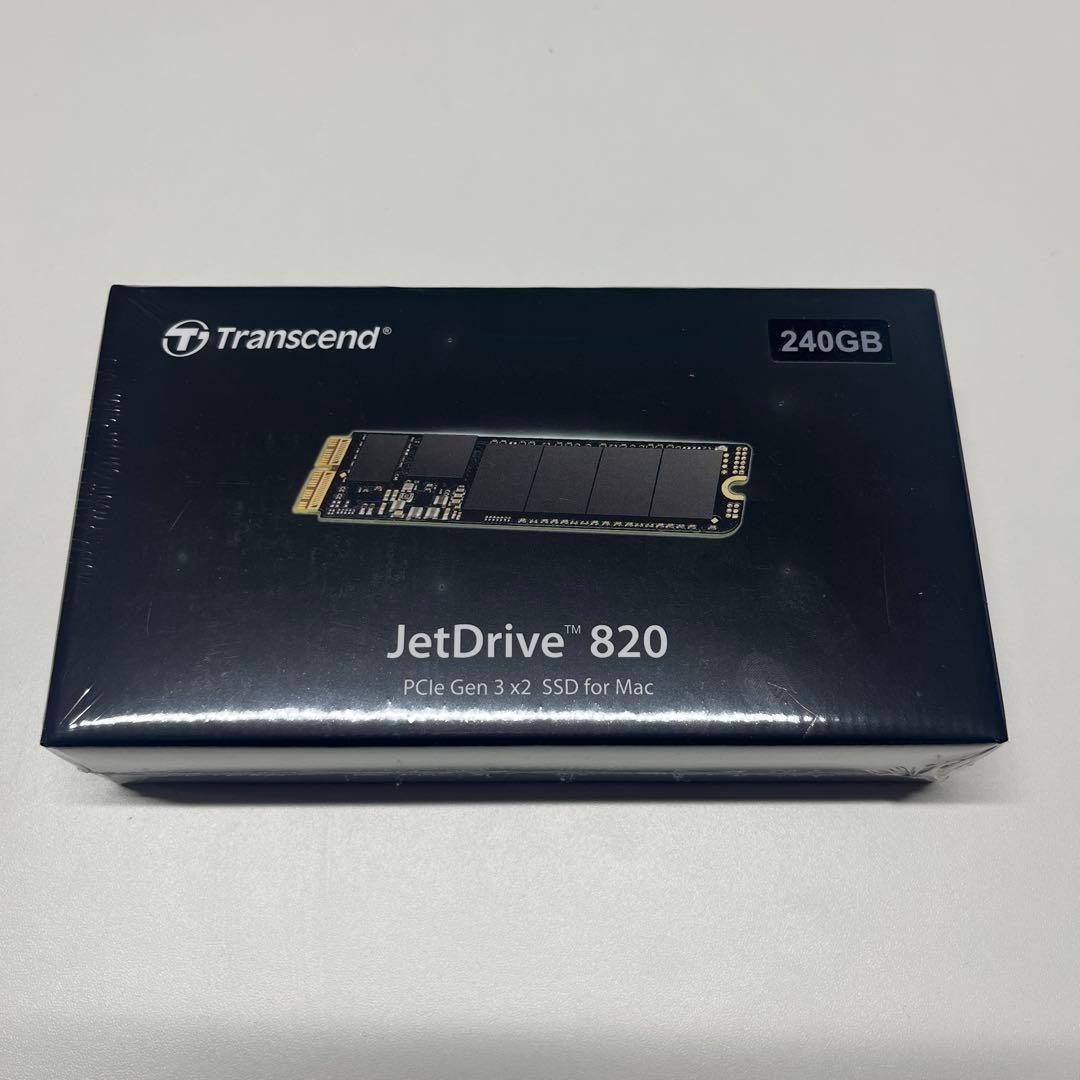 Transcend®
240GB
JetDrive™ 820
PCIe Gen 3 x2 SSD for Mac